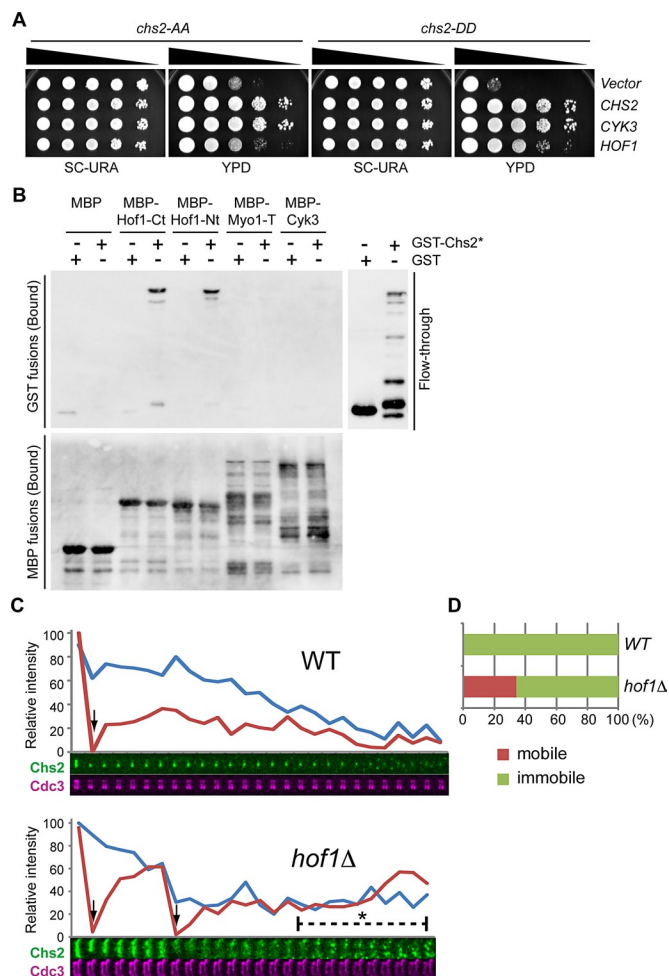 A
chs2-AA
chs2-DD
Vector
CHS2
CYK3
HOF1
SC-URA
YPD
SC-URA
YPD
B
MBP
MBP-Hof1-Ct
MBP-Hof1-Nt
MBP-Myo1-T
MBP-Cyk3
- + - + - + - + - + - + GST-Chs2*
+ - + - + - + - + - + - GST
GST fusions (Bound)
Flow-through
MBP fusions (Bound)
C
Relative intensity
100
80
60
40
20
0
WT
Chs2
Cdc3
Relative intensity
100
80
60
40
20
0
hof1Δ
*
Chs2
Cdc3
D
WT
hof1Δ
0 20 40 60 80 100 (%)
mobile
immobile